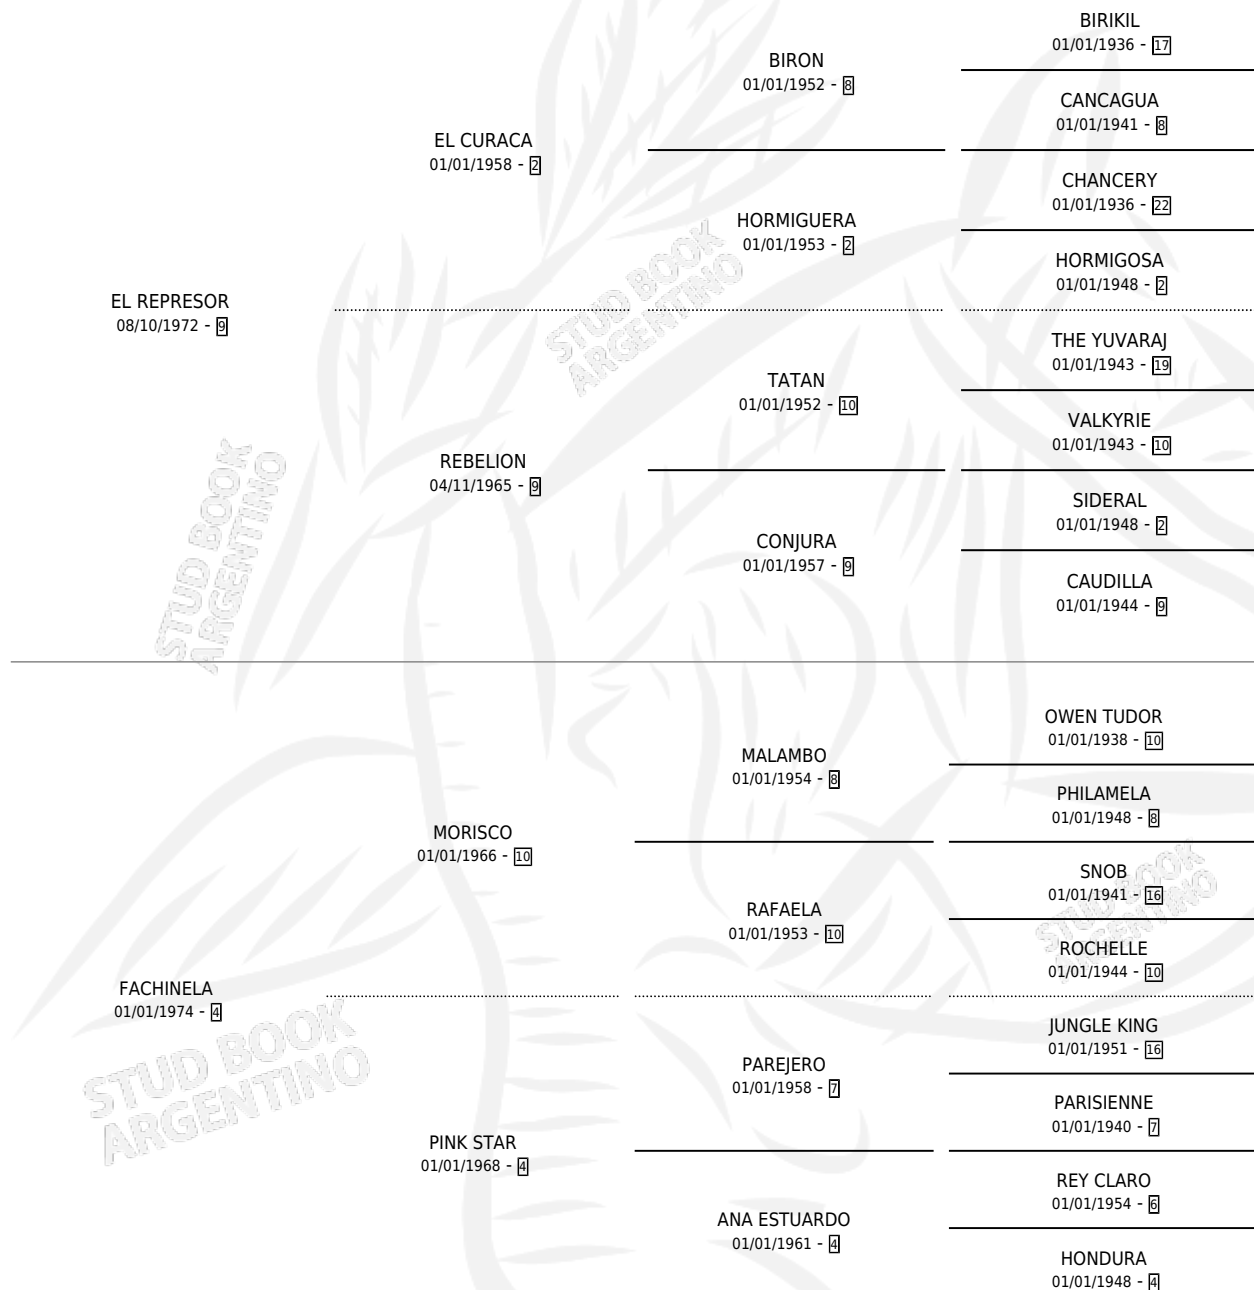 BIRIKIL
01/01/1936 - 17
BIRON
01/01/1952 - 8
CANCAGUA
01/01/1941 - 8
EL CURACA
01/01/1958 - 2
CHANCERY
01/01/1936 - 22
HORMIGUERA
01/01/1953 - 2
HORMIGOSA
01/01/1948 - 2
EL REPRESOR
08/10/1972 - 9
THE YUVARAJ
01/01/1943 - 19
TATAN
01/01/1952 - 10
VALKYRIE
01/01/1943 - 10
REBELION
04/11/1965 - 9
SIDERAL
01/01/1948 - 2
CONJURA
01/01/1957 - 9
CAUDILLA
01/01/1944 - 9
OWEN TUDOR
01/01/1938 - 10
MALAMBO
01/01/1954 - 8
PHILAMELA
01/01/1948 - 8
MORISCO
01/01/1966 - 10
SNOB
01/01/1941 - 16
RAFAELA
01/01/1953 - 10
ROCHELLE
01/01/1944 - 10
FACHINELA
01/01/1974 - 4
JUNGLE KING
01/01/1951 - 16
PAREJERO
01/01/1958 - 7
PARISIENNE
01/01/1940 - 7
PINK STAR
01/01/1968 - 4
REY CLARO
01/01/1954 - 6
ANA ESTUARDO
01/01/1961 - 4
HONDURA
01/01/1948 - 4
STUD BOOK
ARGENTINO
STUD BOOK
ARGENTINO
STUD BOOK
ARGENTINO
STUD BOOK
ARGENTINO